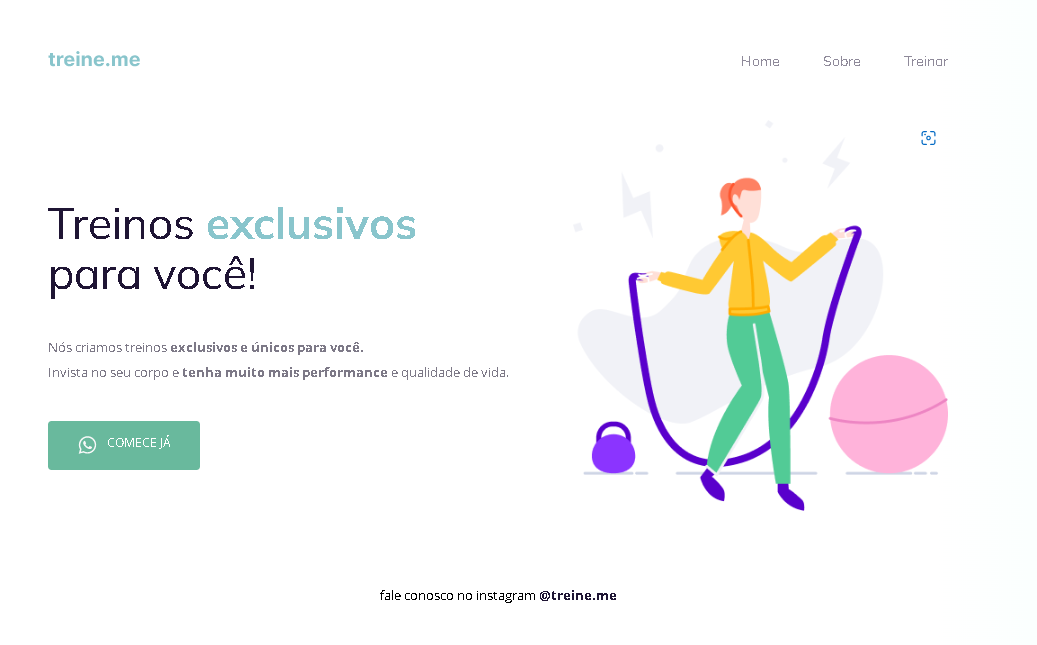 treine.me
Home Sobre Treinar
Treinos exclusivos
para você!
Nós criamos treinos exclusivos e únicos para você.
Invista no seu corpo e tenha muito mais performance e qualidade de vida.
COMECE JÁ
fale conosco no instagram @treine.me